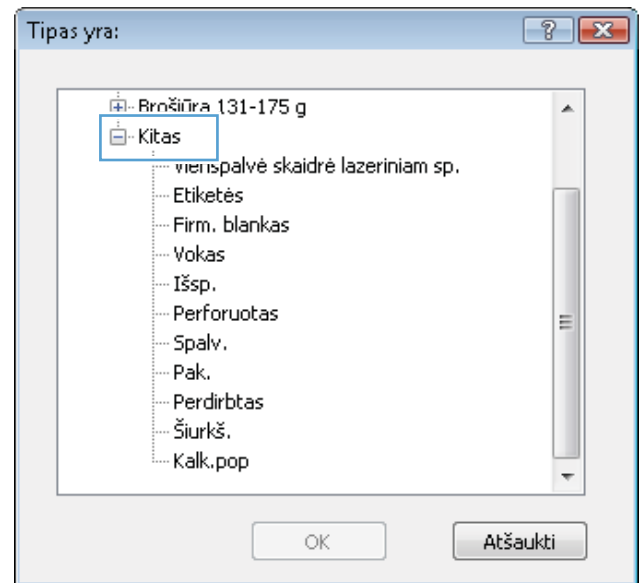 Tipas yra:
Brošiūra 131-175 g
Kitas
Vienspalvė skaidrė lazeriniam sp.
Etiketės
Firm. blankas
Vokas
Išsp.
Perforuotas
Spalv.
Pak.
Perdirbtas
Šiurkš.
Kalk.pop
OK
Atšaukti